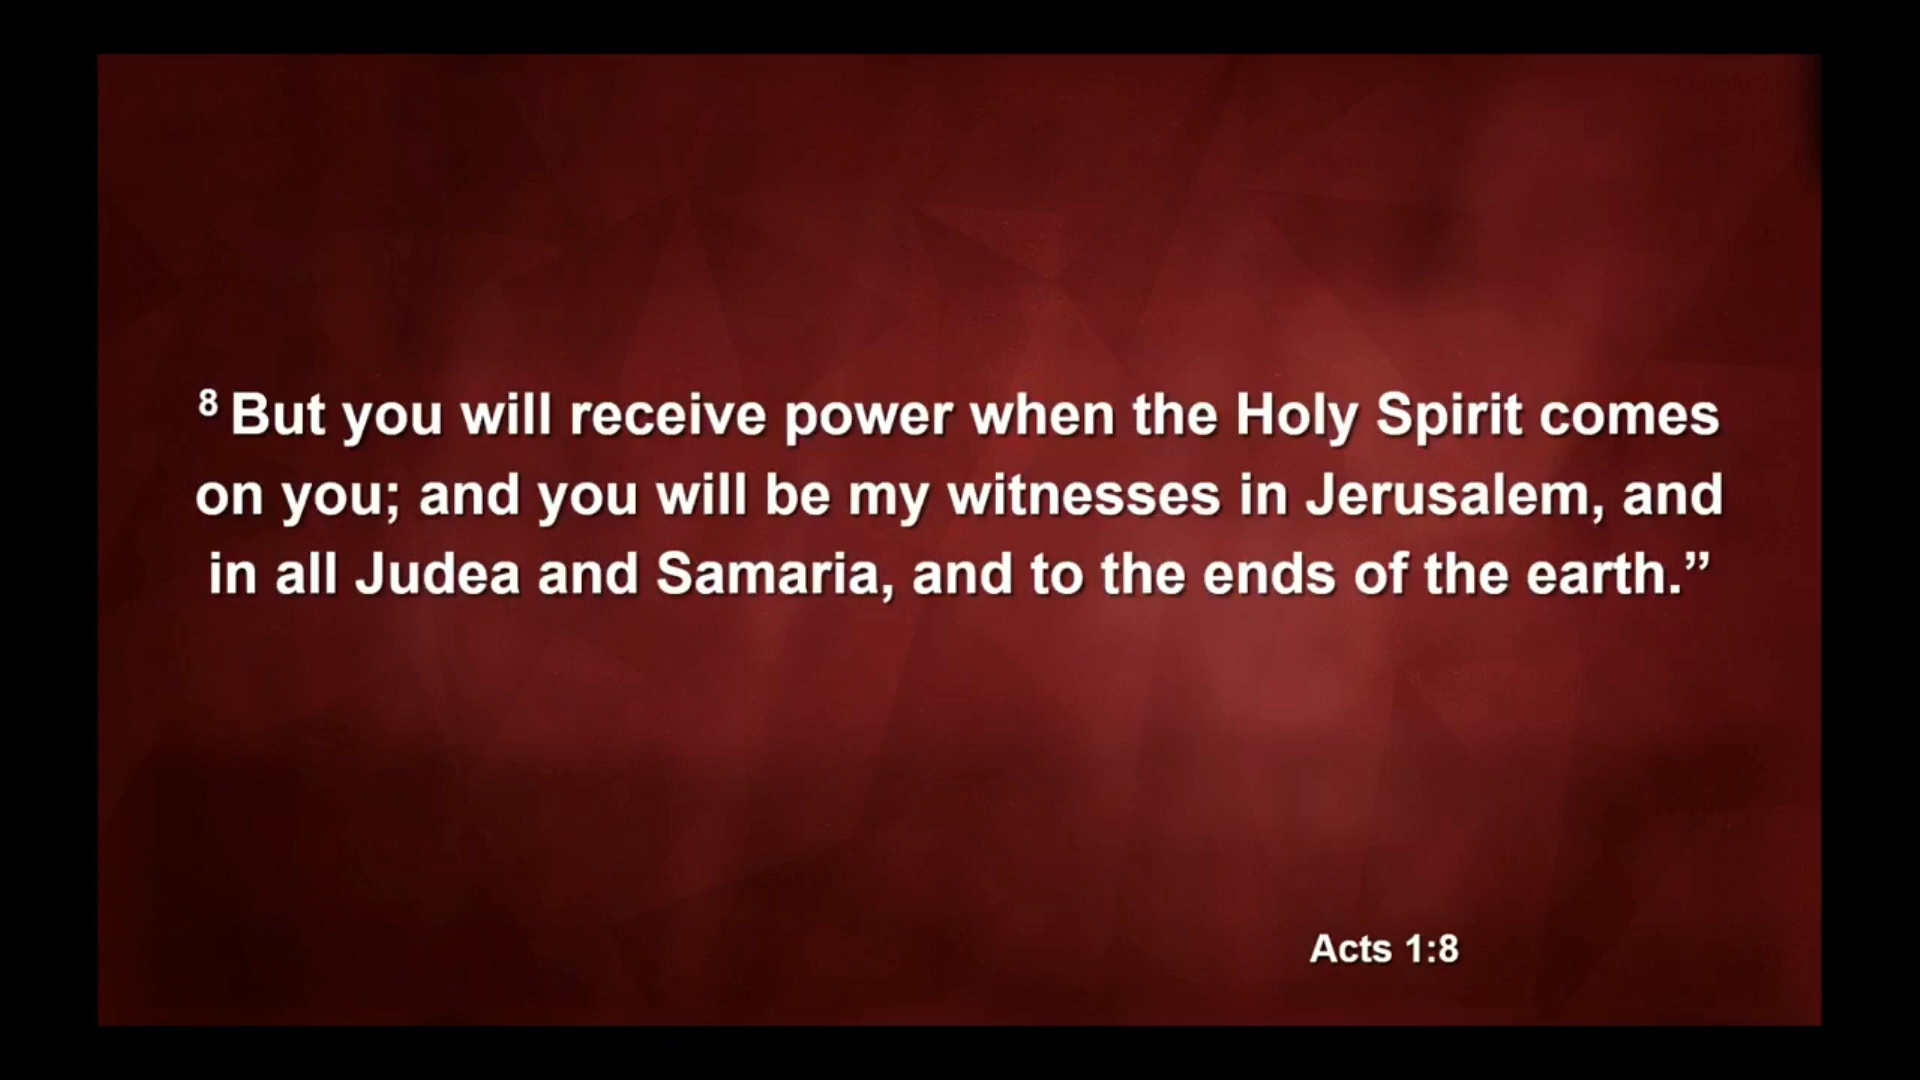 8 But you will receive power when the Holy Spirit comes
on you; and you will be my witnesses in Jerusalem, and
in all Judea and Samaria, and to the ends of the earth.”
Acts 1:8